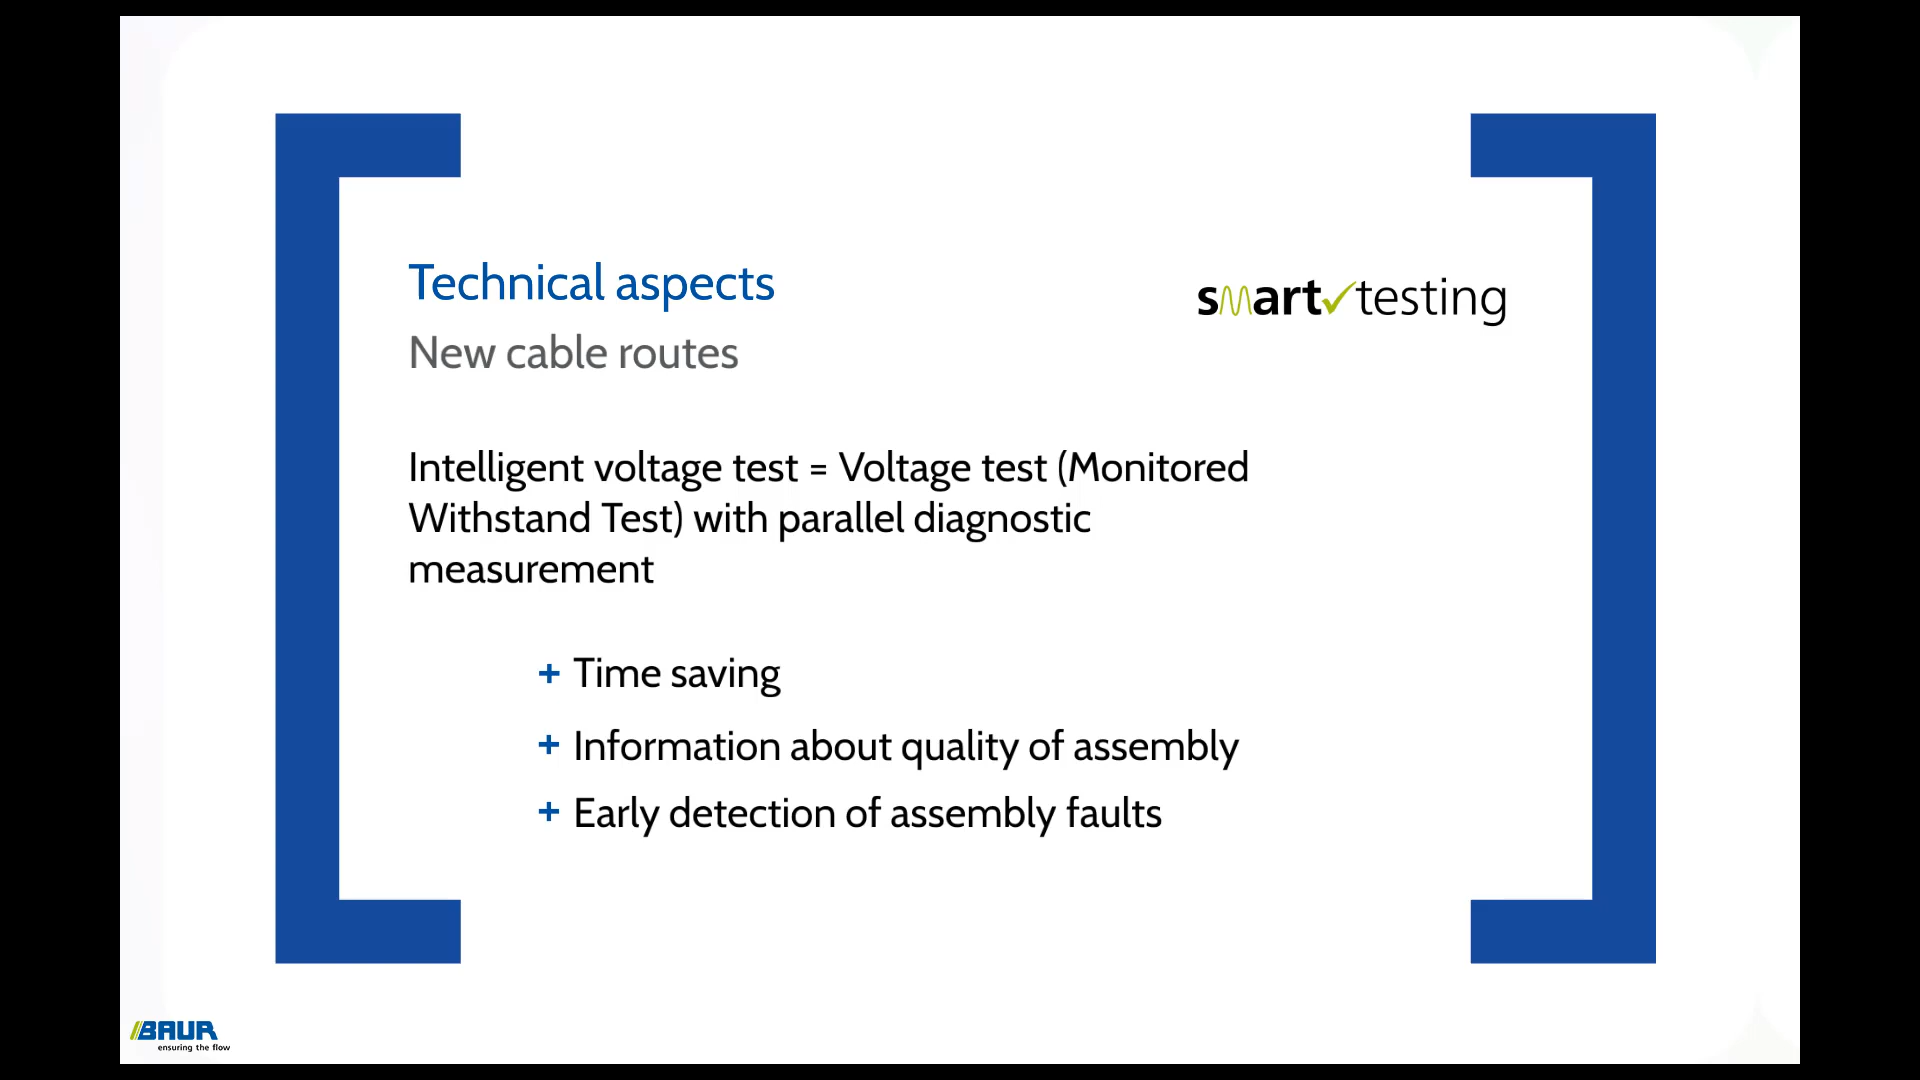 Technical aspects
smart testing
New cable routes
Intelligent voltage test = Voltage test (Monitored
Withstand Test) with parallel diagnostic
measurement
+ Time saving
+ Information about quality of assembly
+ Early detection of assembly faults
BAUR
ensuring the flow